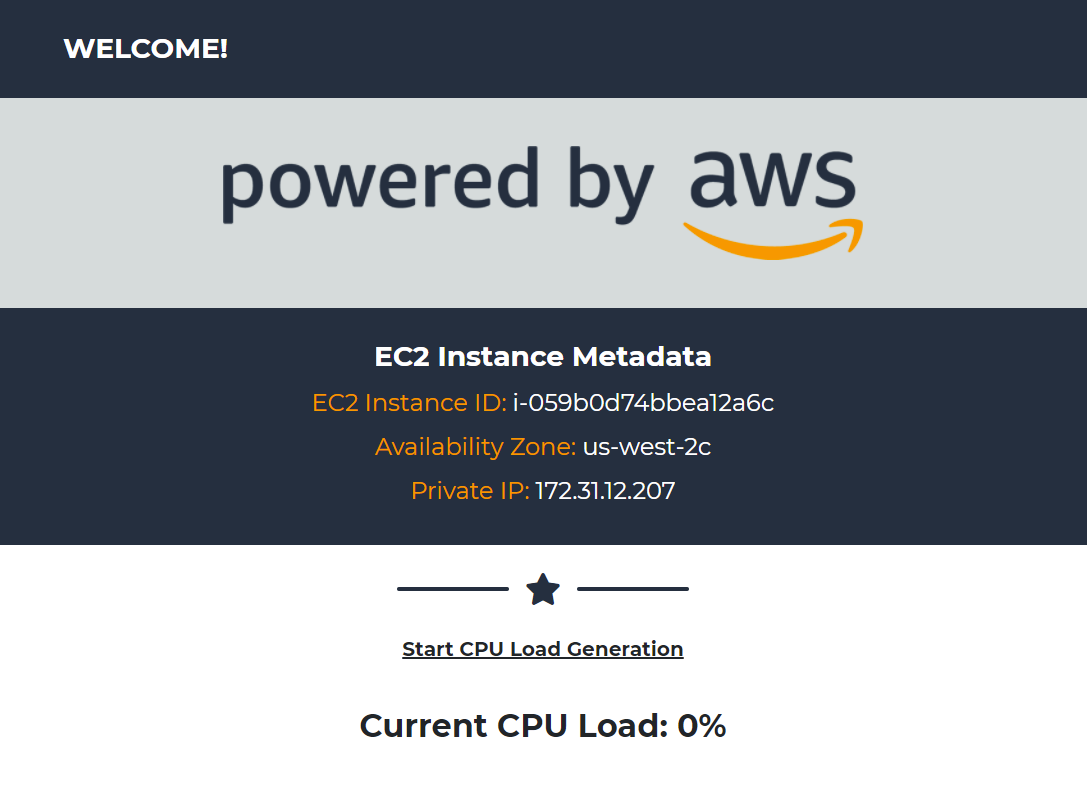 WELCOME!
powered by aws
EC2 Instance Metadata
EC2 Instance ID: i-059b0d74bbea12a6c
Availability Zone: us-west-2c
Private IP: 172.31.12.207
Start CPU Load Generation
Current CPU Load: 0%